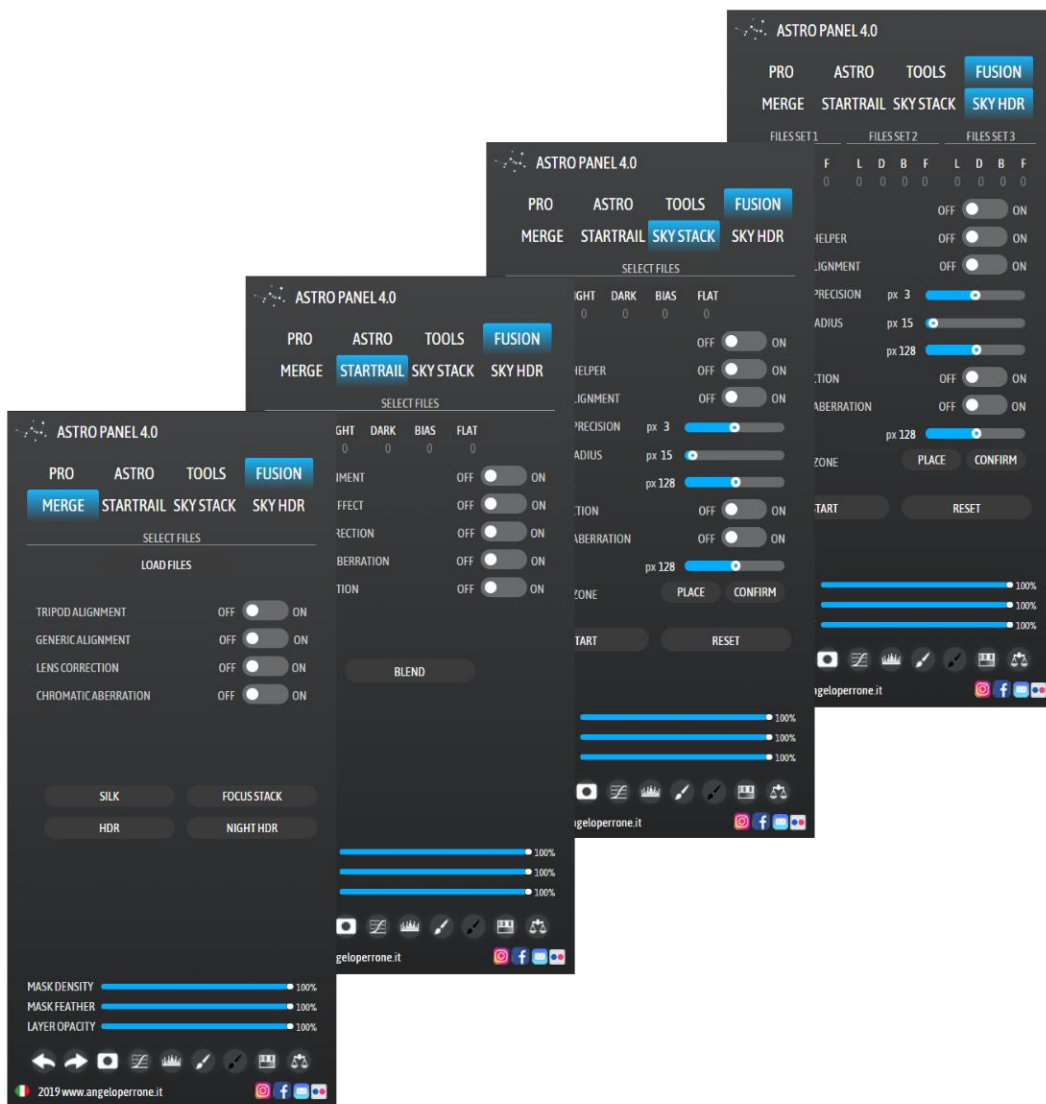 ASTRO PANEL 4.0
PRO ASTRO TOOLS FUSION
MERGE STARTRAIL SKY STACK SKY HDR
SELECT FILES
LOAD FILES
TRIPOD ALIGNMENT OFF ON
GENERIC ALIGNMENT OFF ON
LENS CORRECTION OFF ON
CHROMATIC ABERRATION OFF ON
SILK FOCUS STACK
HDR NIGHT HDR
MASK DENSITY 100%
MASK FEATHER 100%
LAYER OPACITY 100%
2019 www.angeloperrone.it
ASTRO PANEL 4.0
PRO ASTRO TOOLS FUSION
MERGE STARTRAIL SKY STACK SKY HDR
SELECT FILES
GHT DARK BIAS FLAT
0 0 0 0
MENT OFF ON
FFECT OFF ON
RECTION OFF ON
BERRATION OFF ON
TION OFF ON
BLEND
100%
100%
100%
geloperrone.it
ASTRO PANEL 4.0
PRO ASTRO TOOLS FUSION
MERGE STARTRAIL SKY STACK SKY HDR
SELECT FILES
GHT DARK BIAS FLAT
0 0 0 0
OFF ON
HELPER OFF ON
IGNMENT OFF ON
PRECISION px 3
ADIUS px 15
px 128
CTION OFF ON
ABERRATION OFF ON
px 128
ZONE PLACE CONFIRM
TART RESET
100%
100%
100%
ngeloperrone.it
ASTRO PANEL 4.0
PRO ASTRO TOOLS FUSION
MERGE STARTRAIL SKY STACK SKY HDR
FILES SET 1 FILES SET 2 FILES SET 3
F L D B F L D B F
0 0 0 0 0 0 0 0 0
OFF ON
HELPER OFF ON
LIGNMENT OFF ON
PRECISION px 3
ADIUS px 15
px 128
CTION OFF ON
ABERRATION OFF ON
px 128
ZONE PLACE CONFIRM
TART RESET
100%
100%
100%
ngeloperrone.it